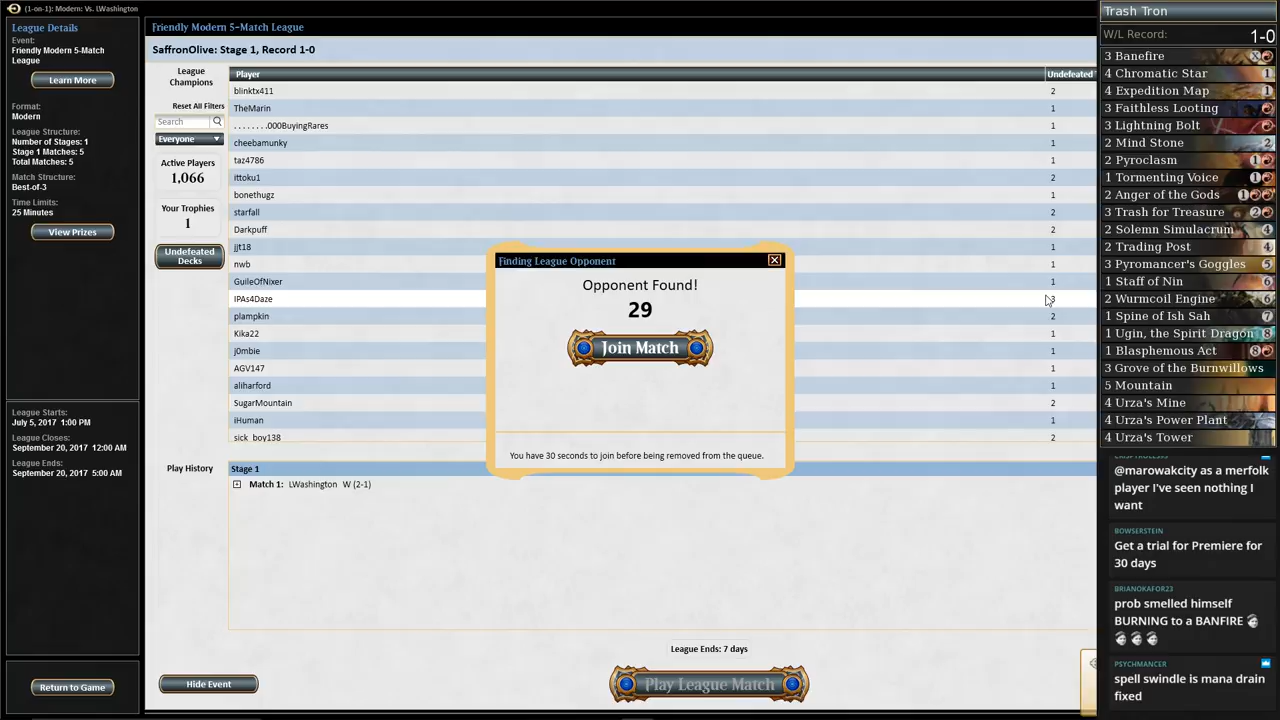 (1-on-1): Modern: Vs. LWashington
League Details
Event:
Friendly Modern 5-Match
League
Learn More
Format:
Modern
League Structure:
Number of Stages: 1
Stage 1 Matches: 5
Total Matches: 5
Match Structure:
Best-of-3
Time Limits:
25 Minutes
View Prizes
League Starts:
July 5, 2017 1:00 PM
League Closes:
September 20, 2017 12:00 AM
League Ends:
September 20, 2017 5:00 AM
Return to Game
Friendly Modern 5-Match League
SaffronOlive: Stage 1, Record 1-0
League
Champions
Reset All Filters
Search
Everyone
Active Players
1,066
Your Trophies
1
Undefeated
Decks
Player Undefeated
blinktx411 2
TheMarin 1
. . . . . . . .000BuyingRares 1
cheebamunky 1
taz4786 1
ittoku1 2
bonethugz 1
starfall 2
Darkpuff 2
jjt18 1
nwb 1
GuileOfNixer 1
IPAs4Daze
plampkin 2
Kika22 1
j0mbie 1
AGV147 1
aliharford 1
SugarMountain 2
iHuman 1
sick_boy138 2
Finding League Opponent
Opponent Found!
29
Join Match
You have 30 seconds to join before being removed from the queue.
Play History
Stage 1
Match 1: LWashington W (2-1)
League Ends: 7 days
Hide Event
Play League Match
Trash Tron
W/L Record: 1-0
3 Banefire X
4 Chromatic Star 1
4 Expedition Map 1
3 Faithless Looting
3 Lightning Bolt
2 Mind Stone 2
2 Pyroclasm 1
1 Tormenting Voice 1
2 Anger of the Gods 1
3 Trash for Treasure 2
2 Solemn Simulacrum 4
2 Trading Post 4
3 Pyromancer's Goggles 5
1 Staff of Nin 6
2 Wurmcoil Engine 6
1 Spine of Ish Sah 7
1 Ugin, the Spirit Dragon 8
1 Blasphemous Act 8
3 Grove of the Burnwillows
5 Mountain
4 Urza's Mine
4 Urza's Power Plant
4 Urza's Tower
@marowakcity as a merfolk
player I've seen nothing I
want
BOWSERSTEIN
Get a trial for Premiere for
30 days
BRIANOKAFOR23
prob smelled himself
BURNING to a BANFIRE
PSYCHMANCER
spell swindle is mana drain
fixed